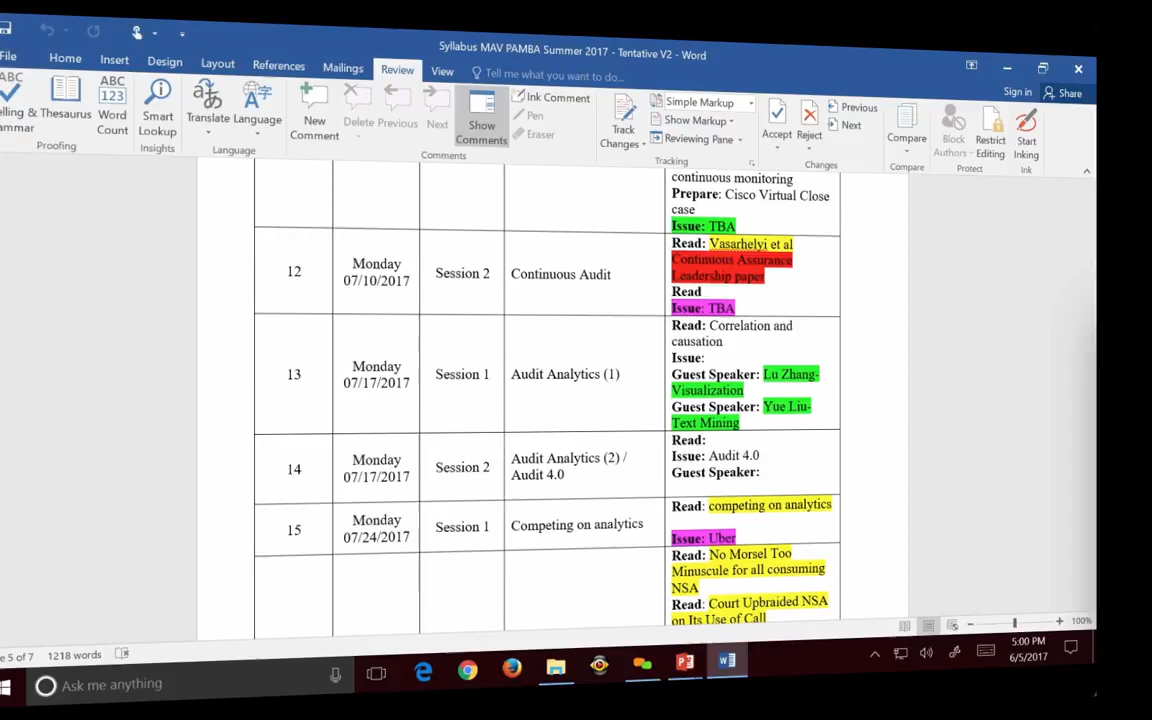 Syllabus MAV PAMBA Summer 2017 - Tentative V2 - Word
File Home Insert Design Layout References Mailings Review View Tell me what you want to do...
Sign in Share
Thesaurus
Word Count
Proofing
Smart Lookup
Insights
Translate Language
Language
New Comment
Delete Previous Next
Show Comments
Comments
Ink Comment
Pen
Eraser
Track Changes
Simple Markup
Show Markup
Reviewing Pane
Tracking
Accept Reject
Previous
Next
Changes
Compare
Compare
Block Authors
Restrict Editing
Protect
Start Inking
Ink
continuous monitoring
Prepare: Cisco Virtual Close
case
Issue: TBA
12
Monday
07/10/2017
Session 2
Continuous Audit
Read: Vasarhelyi et al
Continuous Assurance
Leadership paper
Read
Issue: TBA
13
Monday
07/17/2017
Session 1
Audit Analytics (1)
Read: Correlation and
causation
Issue:
Guest Speaker: Lu Zhang-
Visualization
Guest Speaker: Yue Liu-
Text Mining
14
Monday
07/17/2017
Session 2
Audit Analytics (2) /
Audit 4.0
Read:
Issue: Audit 4.0
Guest Speaker:
15
Monday
07/24/2017
Session 1
Competing on analytics
Read: competing on analytics
Issue: Uber
Read: No Morsel Too
Minuscule for all consuming
NSA
Read: Court Upbraided NSA
on Its Use of Call
5 of 7 1218 words
100%
Ask me anything
5:00 PM
6/5/2017